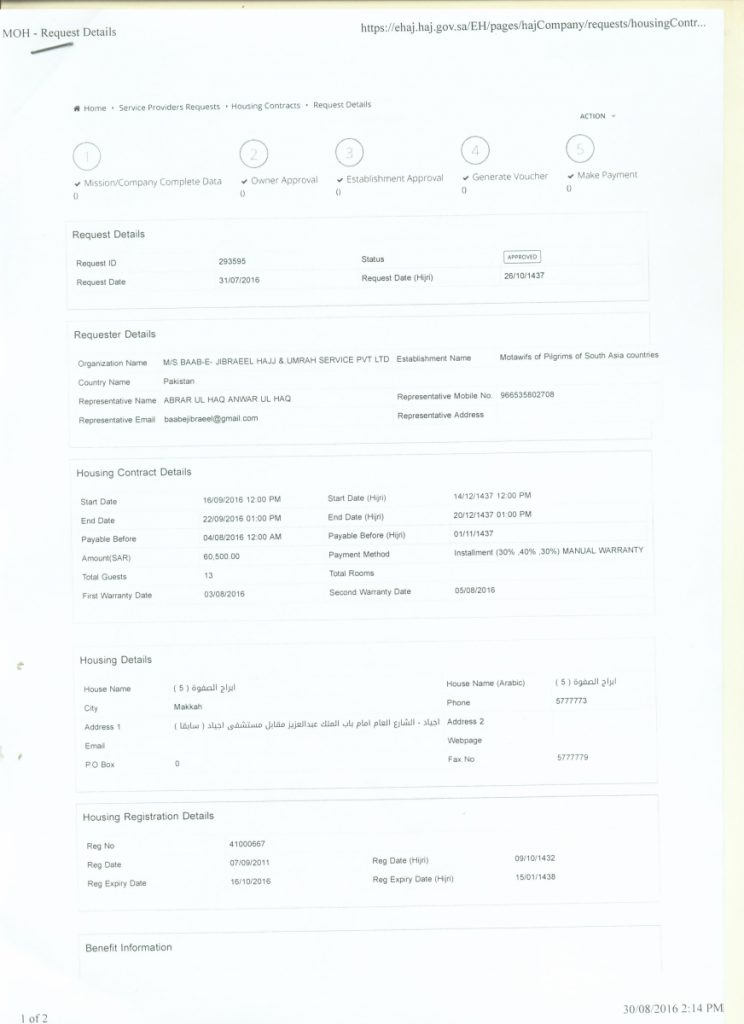 MOH - Request Details https://ehaj.haj.gov.sa/EH/pages/hajCompany/requests/housingContr...
Home • Service Providers Requests • Housing Contracts • Request Details
ACTION
1 2 3 4 5
✔ Mission/Company Complete Data ✔ Owner Approval ✔ Establishment Approval ✔ Generate Voucher ✔ Make Payment
() () () () ()
Request Details
Request ID 293595 Status APPROVED
Request Date 31/07/2016 Request Date (Hijri) 26/10/1437
Requester Details
Organization Name M/S BAAB-E- JIBRAEEL HAJJ & UMRAH SERVICE PVT LTD Establishment Name Motawifs of Pilgrims of South Asia countries
Country Name Pakistan
Representative Name ABRAR UL HAQ ANWAR UL HAQ Representative Mobile No. 966535602708
Representative Email baabejibraeel@gmail.com Representative Address
Housing Contract Details
Start Date 16/09/2016 12:00 PM Start Date (Hijri) 14/12/1437 12:00 PM
End Date 22/09/2016 01:00 PM End Date (Hijri) 20/12/1437 01:00 PM
Payable Before 04/08/2016 12:00 AM Payable Before (Hijri) 01/11/1437
Amount(SAR) 60,500.00 Payment Method Installment (30% ,40% ,30%) MANUAL WARRANTY
Total Guests 13 Total Rooms
First Warranty Date 03/08/2016 Second Warranty Date 05/08/2016
Housing Details
House Name ابراج الصفوة ( 5 ) House Name (Arabic) ابراج الصفوة ( 5 )
City Makkah Phone 5777773
Address 1 اجياد - الشارع العام امام باب الملك عبدالعزيز مقابل مستشفى اجياد ( سابقا ) Address 2
Email Webpage
P.O Box 0 Fax No 5777779
Housing Registration Details
Reg No 41000667
Reg Date 07/09/2011 Reg Date (Hijri) 09/10/1432
Reg Expiry Date 16/10/2016 Reg Expiry Date (Hijri) 15/01/1438
Benefit Information
1 of 2 30/08/2016 2:14 PM